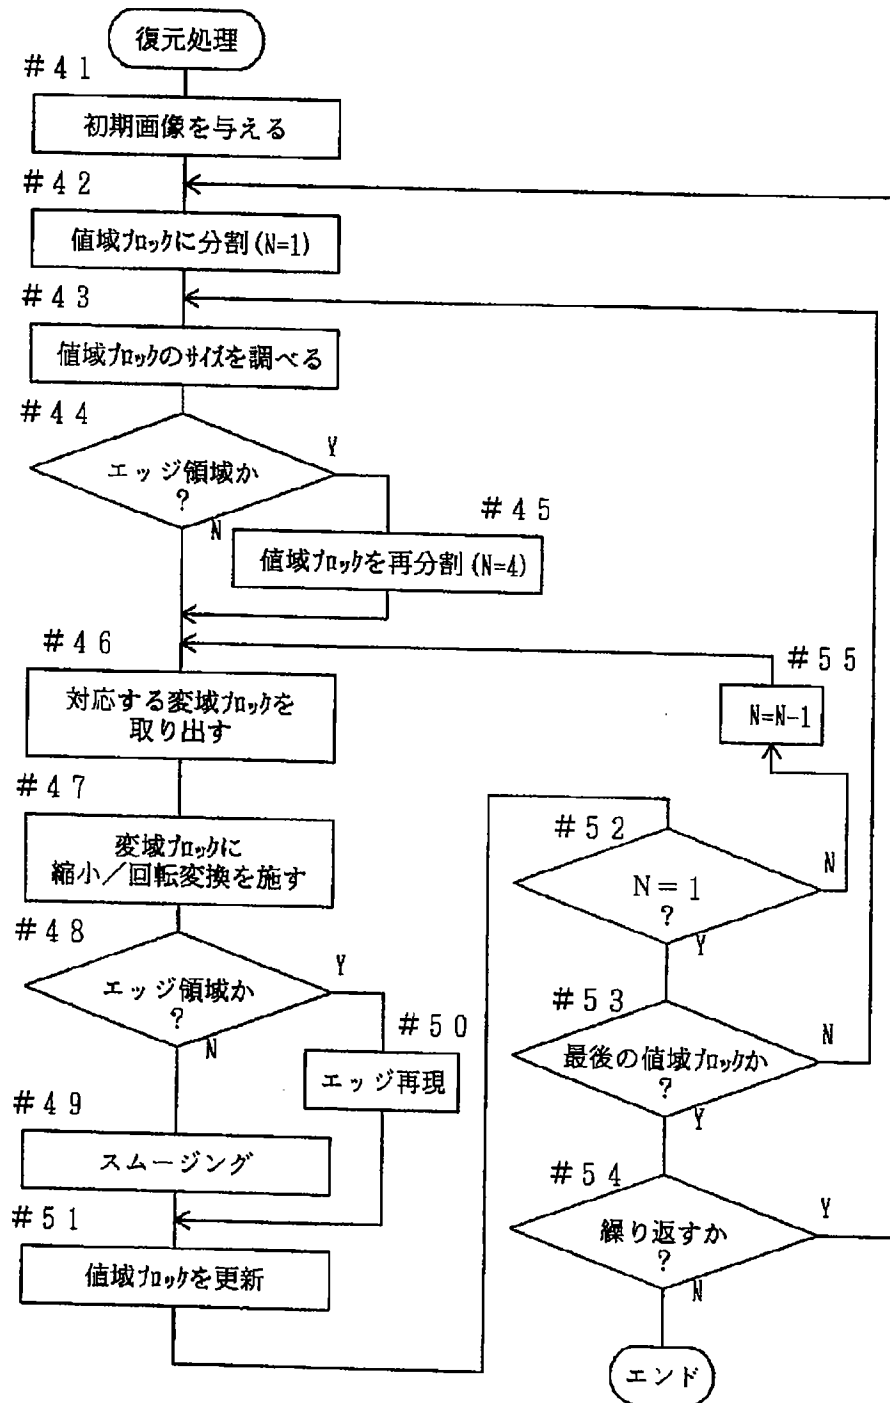 復元処理
#41
初期画像を与える
#42
値域ブロックに分割(N=1)
#43
値域ブロックのサイズを調べる
#44
エッジ領域か
?
Y
N
#45
値域ブロックを再分割(N=4)
#46
対応する変域ブロックを
取り出す
#47
変域ブロックに
縮小/回転変換を施す
#48
エッジ領域か
?
Y
N
#50
エッジ再現
#49
スムージング
#51
値域ブロックを更新
#55
N=N-1
#52
N=1
?
N
Y
#53
最後の値域ブロックか
?
N
Y
#54
繰り返すか
?
Y
N
エンド